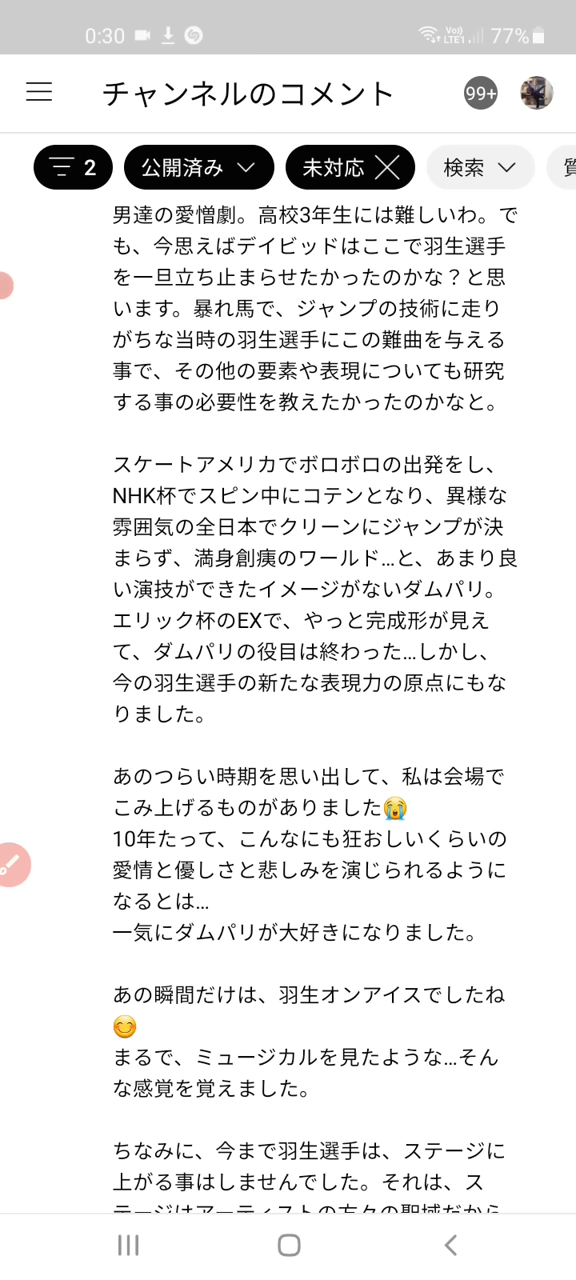 0:30
Vo)
LTE1
77%
チャンネルのコメント
99+
2
公開済み
未対応
検索
質
男達の愛憎劇。高校3年生には難しいわ。で
も、今思えばデイビッドはここで羽生選手
を一旦立ち止まらせたかったのかな？と思
います。暴れ馬で、ジャンプの技術に走り
がちな当時の羽生選手にこの難曲を与える
事で、その他の要素や表現についても研究
する事の必要性を教えたかったのかなと。
スケートアメリカでボロボロの出発をし、
NHK杯でスピン中にコテンとなり、異様な
雰囲気の全日本でクリーンにジャンプが決
まらず、満身創痍のワールド…と、あまり良
い演技ができたイメージがないダムパリ。
エリック杯のEXで、やっと完成形が見え
て、ダムパリの役目は終わった…しかし、
今の羽生選手の新たな表現力の原点にもな
りました。
あのつらい時期を思い出して、私は会場で
こみ上げるものがありました😭
10年たって、こんなにも狂おしいくらいの
愛情と優しさと悲しみを演じられるように
なるとは…
一気にダムパリが大好きになりました。
あの瞬間だけは、羽生オンアイスでしたね
😊
まるで、ミュージカルを見たような…そん
な感覚を覚えました。
ちなみに、今まで羽生選手は、ステージに
上がる事はしませんでした。それは、ス
テージはアーティストの方々の聖域だから